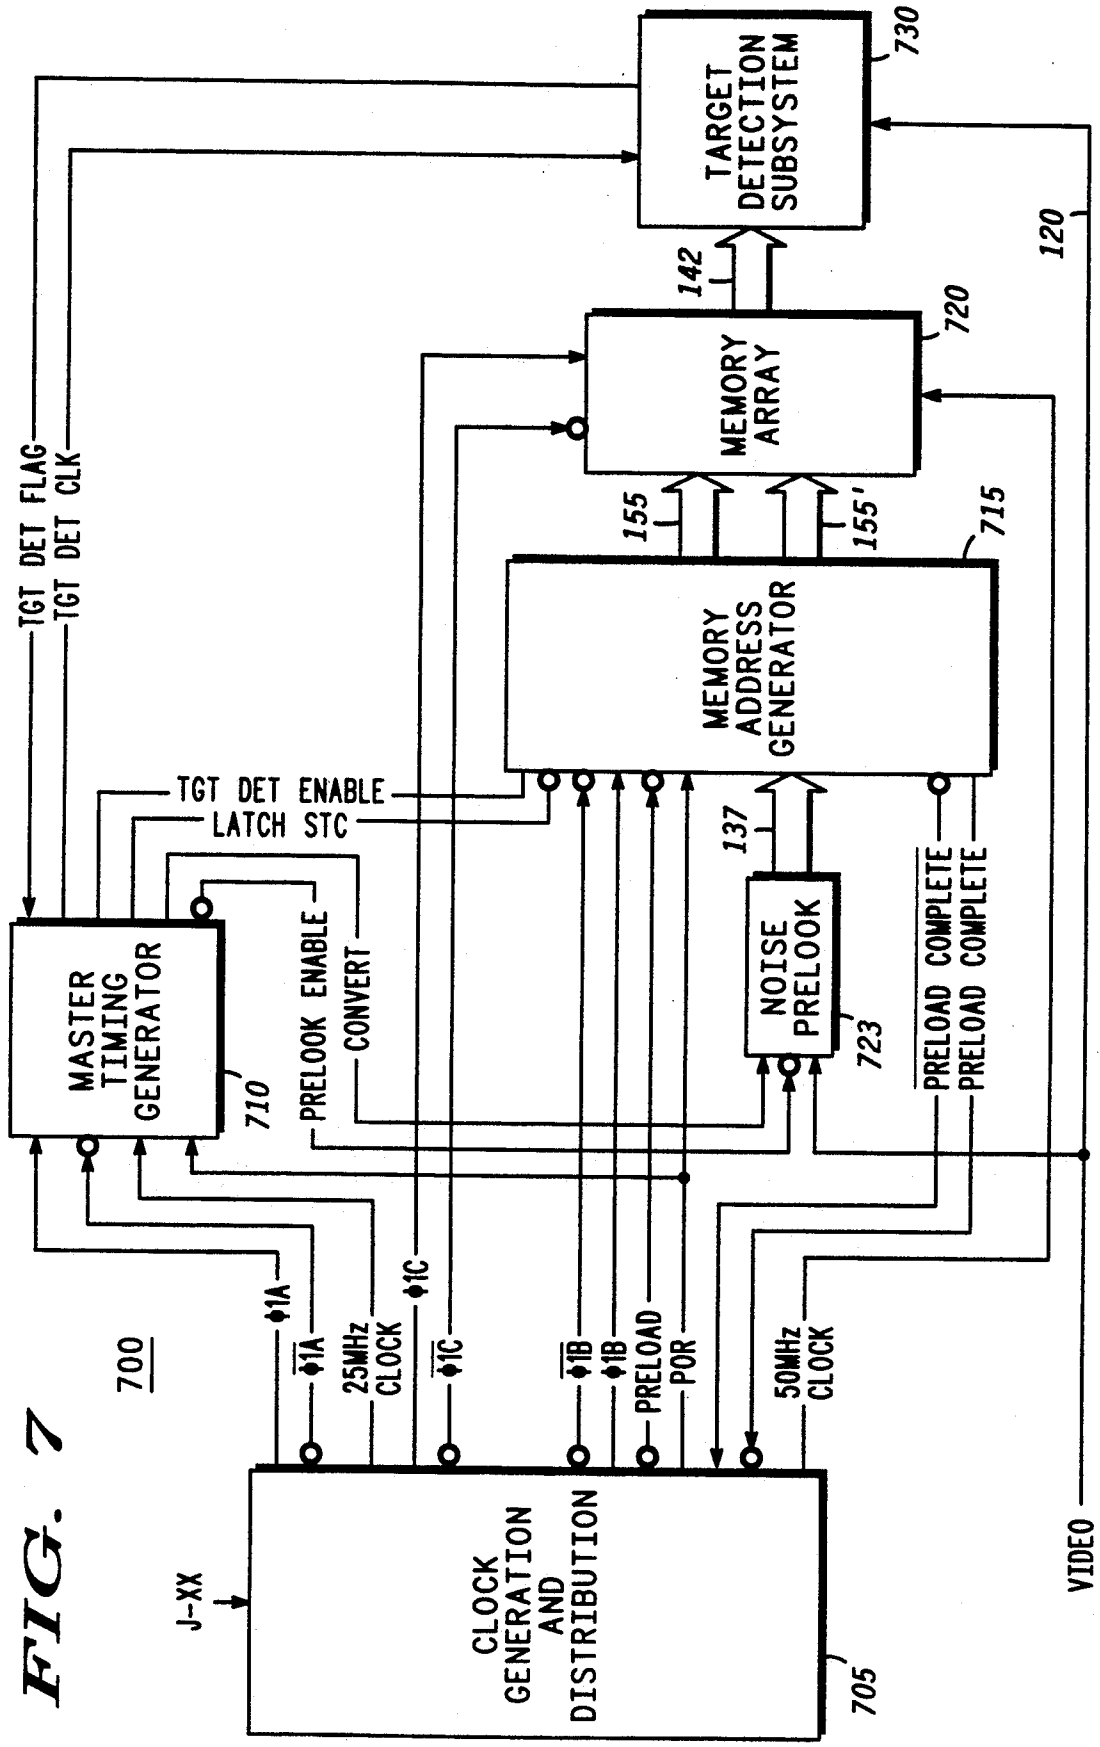 FIG. 7
700
J-XX
CLOCK
GENERATION
AND
DISTRIBUTION
705
ϕ1A
ϕ1A
25MHz
CLOCK
ϕ1C
ϕ1C
ϕ1B
ϕ1B
PRELOAD
POR
50MHz
CLOCK
VIDEO
MASTER
TIMING
GENERATOR
710
PRELOOK ENABLE
CONVERT
TGT DET FLAG
TGT DET CLK
TGT DET ENABLE
LATCH STC
NOISE
PRELOOK
723
137
PRELOAD COMPLETE
PRELOAD COMPLETE
MEMORY
ADDRESS
GENERATOR
715
155
155'
MEMORY
ARRAY
720
142
TARGET
DETECTION
SUBSYSTEM
730
120